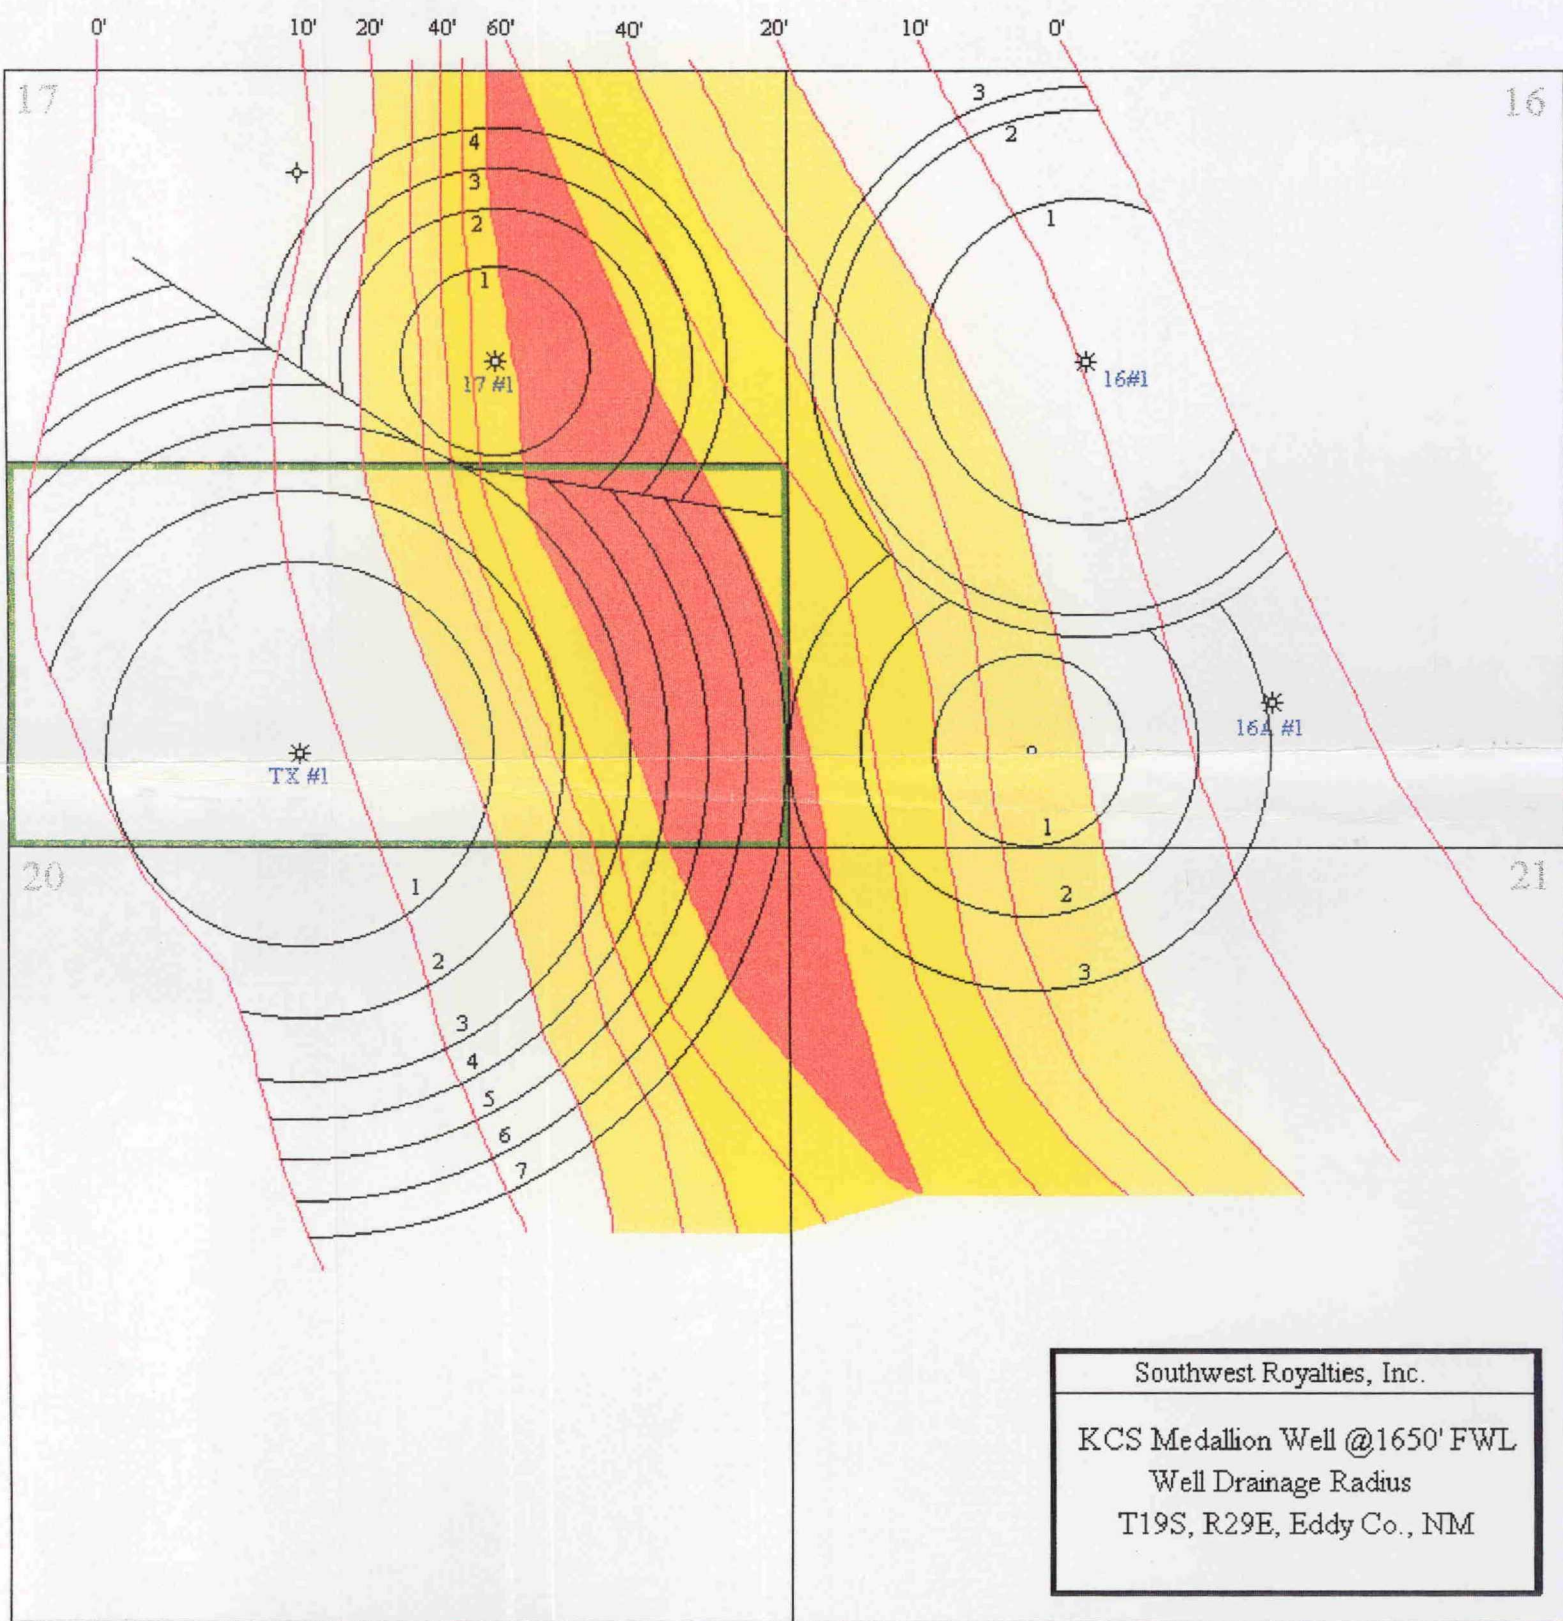 0' 10' 20' 40' 60' 40' 20' 10' 0'
17 16
3
4 2
3
2 1
1
17 #1 16#1
16A #1
TX #1
1
20 21
1 2
2 3
3
4
5
6
7
Southwest Royalties, Inc.
KCS Medallion Well @1650' FWL
Well Drainage Radius
T19S, R29E, Eddy Co., NM